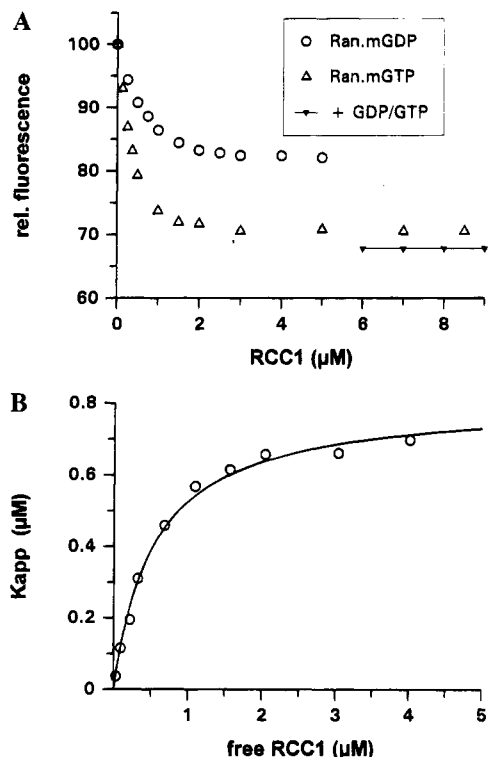 A
rel. fluorescence
100
90
80
70
60
Ran.mGDP
Ran.mGTP
+ GDP/GTP
0
2
4
6
8
RCC1 (μM)
B
Kapp (μM)
0.8
0.6
0.4
0.2
0
1
2
3
4
5
free RCC1 (μM)